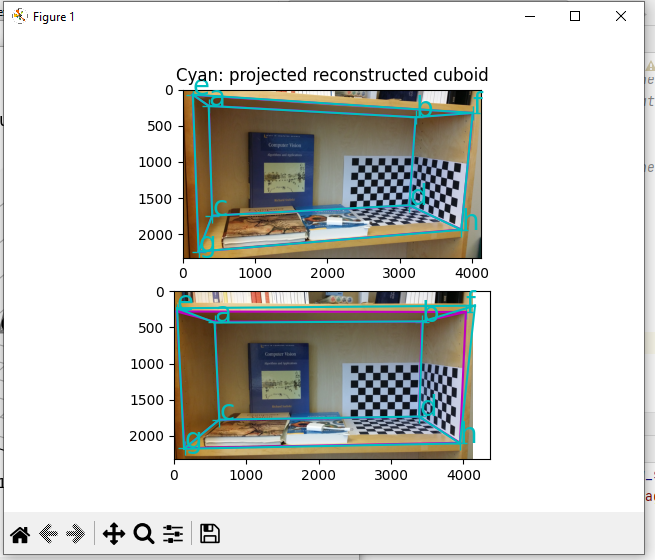 Figure 1
Cyan: projected reconstructed cuboid
0
500
1000
1500
2000
e
a
b
f
c
d
g
h
Computer Vision
0 1000 2000 3000 4000
0
500
1000
1500
2000
e
a
b
f
c
d
g
h
Computer Vision
0 1000 2000 3000 4000